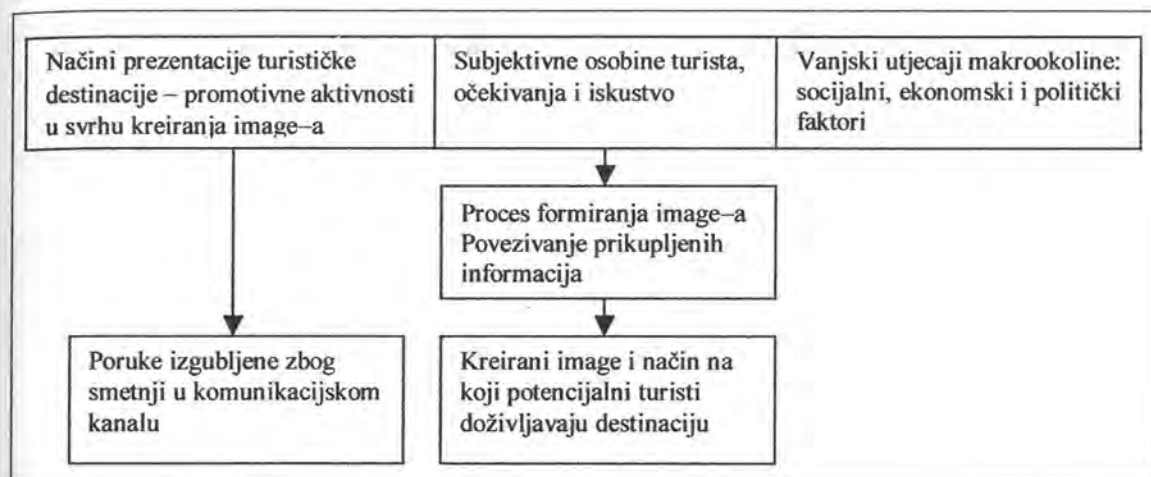 Načini prezentacije turističke
destinacije – promotivne aktivnosti
u svrhu kreiranja image–a
Subjektivne osobine turista,
očekivanja i iskustvo
Vanjski utjecaji makrookoline:
socijalni, ekonomski i politički
faktori
Proces formiranja image–a
Povezivanje prikupljenih
informacija
Poruke izgubljene zbog
smetnji u komunikacijskom
kanalu
Kreirani image i način na
koji potencijalni turisti
doživljavaju destinaciju